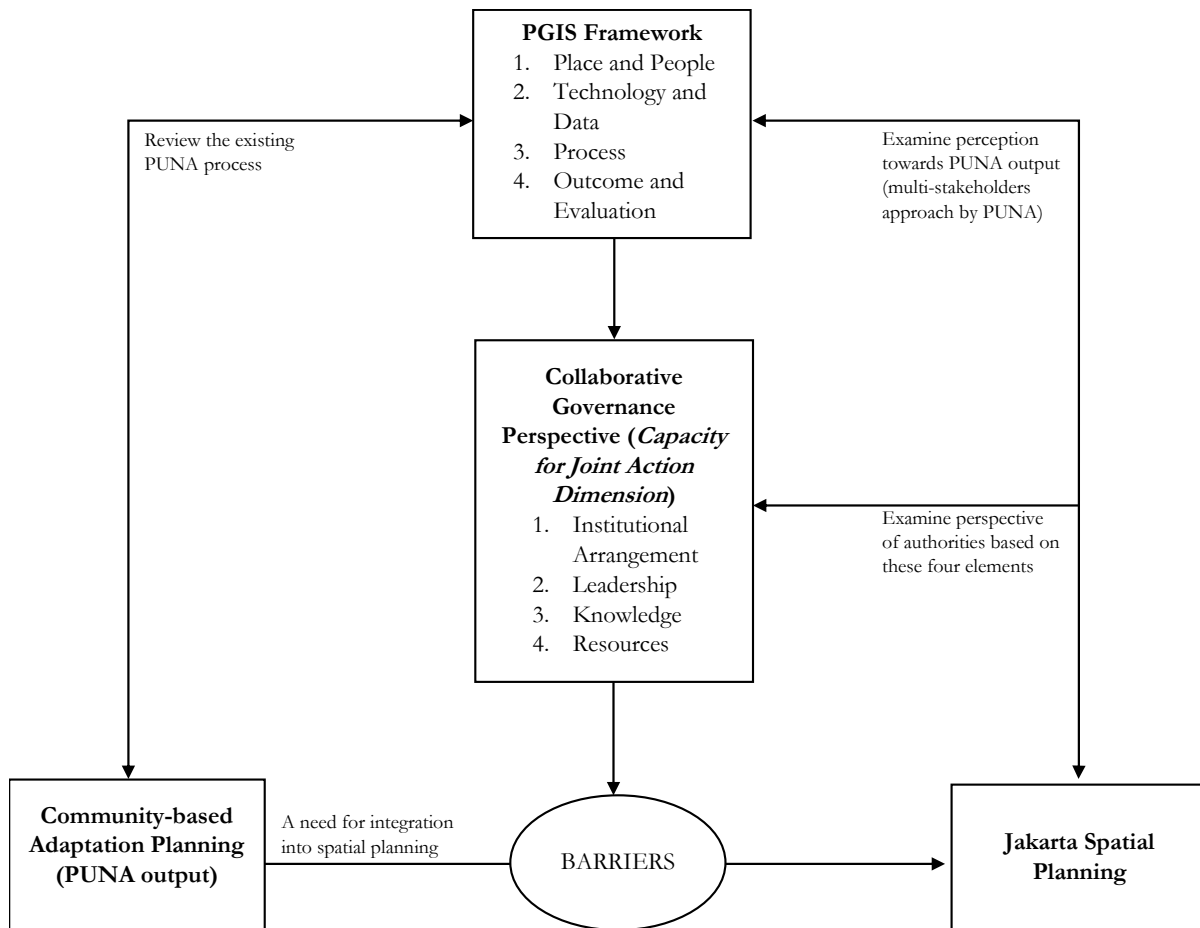 PGIS Framework
1. Place and People
2. Technology and
Data
3. Process
4. Outcome and
Evaluation
Review the existing
PUNA process
Examine perception
towards PUNA output
(multi-stakeholders
approach by PUNA)
Collaborative
Governance
Perspective (Capacity
for Joint Action
Dimension)
1. Institutional
Arrangement
2. Leadership
3. Knowledge
4. Resources
Examine perspective
of authorities based on
these four elements
Community-based
Adaptation Planning
(PUNA output)
A need for integration
into spatial planning
BARRIERS
Jakarta Spatial
Planning